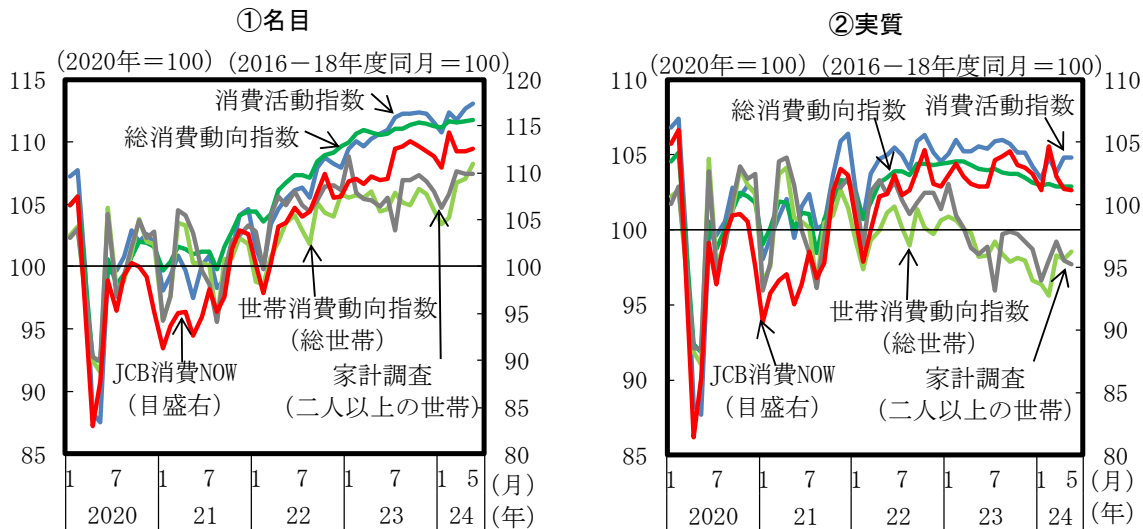 ①名目
(2020年＝100) (2016－18年度同月＝100)
115
110
105
100
95
90
85
120
115
110
105
100
95
90
85
80
消費活動指数
総消費動向指数
世帯消費動向指数
(総世帯)
JCB消費NOW
(目盛右)
家計調査
(二人以上の世帯)
1 7 1 7 1 7 1 7 1 5 (月)
2020 21 22 23 24 (年)
②実質
(2020年＝100) (2016－18年度同月＝100)
110
105
100
95
90
85
110
105
100
95
90
85
80
総消費動向指数
消費活動指数
世帯消費動向指数
(総世帯)
JCB消費NOW
(目盛右)
家計調査
(二人以上の世帯)
1 7 1 7 1 7 1 7 1 5 (月)
2020 21 22 23 24 (年)